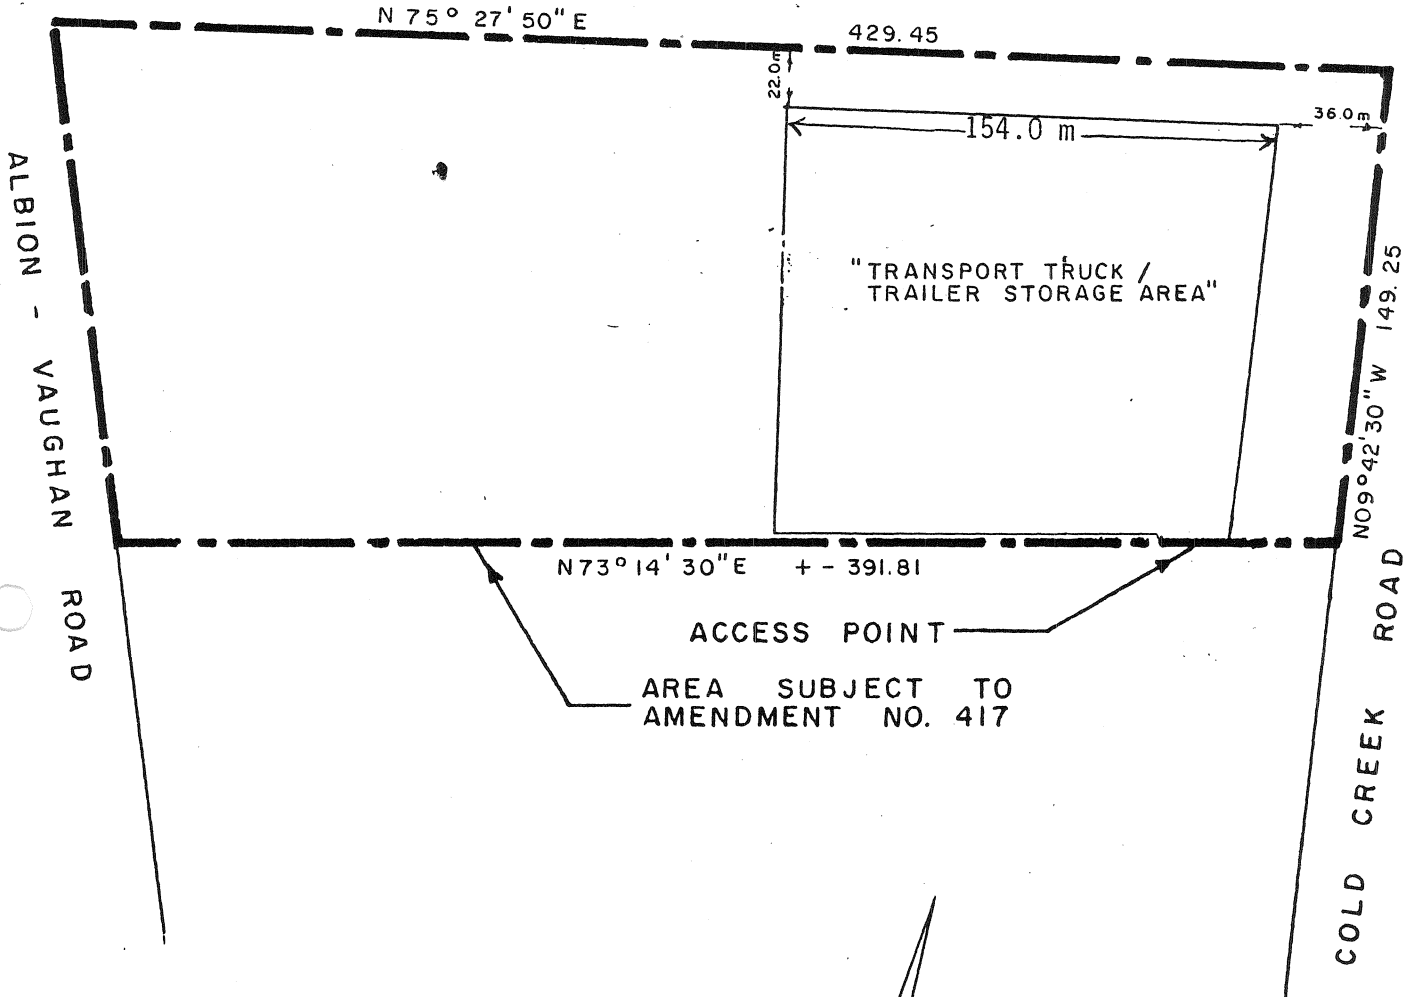 N 75° 27' 50" E
429.45
22.0m
36.0m
154.0 m
ALBION - VAUGHAN ROAD
"TRANSPORT TRUCK /
TRAILER STORAGE AREA"
N09°42'30"W 149.25
N73°14'30"E +- 391.81
ACCESS POINT
AREA SUBJECT TO
AMENDMENT NO. 417
COLD CREEK ROAD